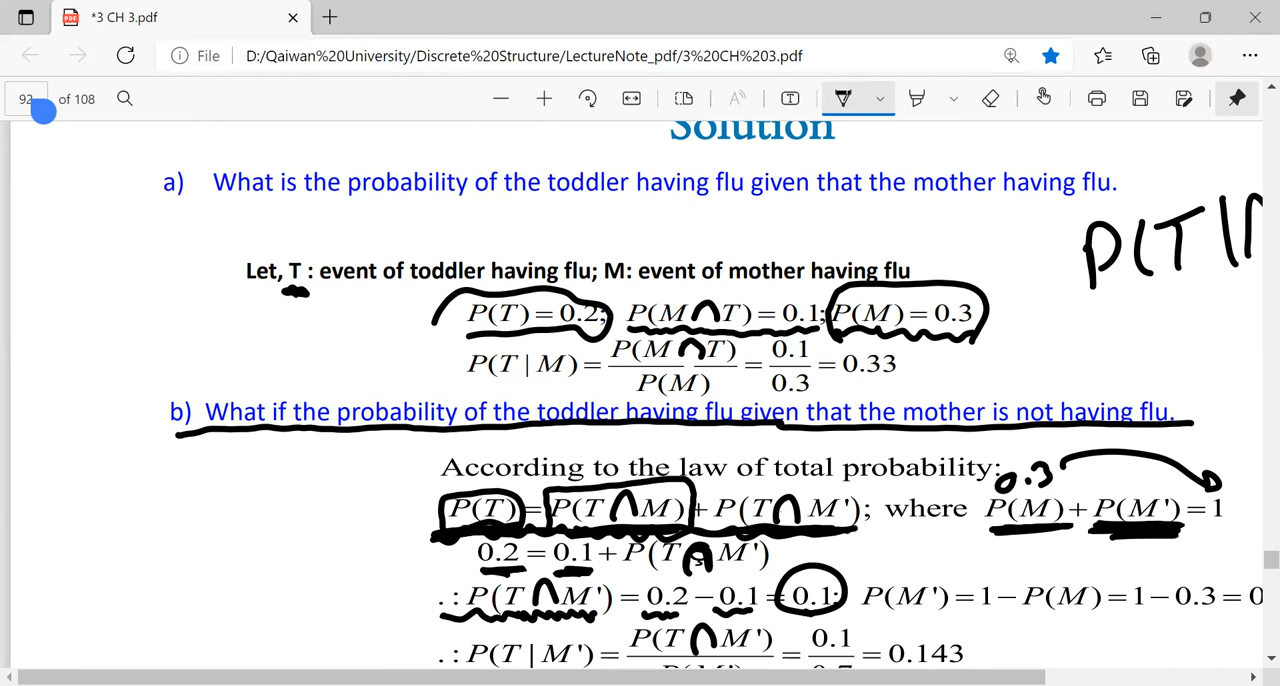 *3 CH 3.pdf
File D:/Qaiwan%20University/Discrete%20Structure/LectureNote_pdf/3%20CH%203.pdf
92 of 108
Solution
a) What is the probability of the toddler having flu given that the mother having flu.
P(T|
Let, T : event of toddler having flu; M: event of mother having flu
P(T) = 0.2; P(M ∩ T) = 0.1; P(M) = 0.3
P(T | M) = P(M ∩ T) / P(M) = 0.1 / 0.3 = 0.33
b) What if the probability of the toddler having flu given that the mother is not having flu.
According to the law of total probability:
0.3
P(T) = P(T ∩ M) + P(T ∩ M') ; where P(M) + P(M') = 1
0.2 = 0.1 + P(T ∩ M')
.: P(T ∩ M') = 0.2 − 0.1 = 0.1; P(M') = 1 − P(M) = 1 − 0.3 = 0
.: P(T | M') = P(T ∩ M') / P(M') = 0.1 / 0.7 = 0.143